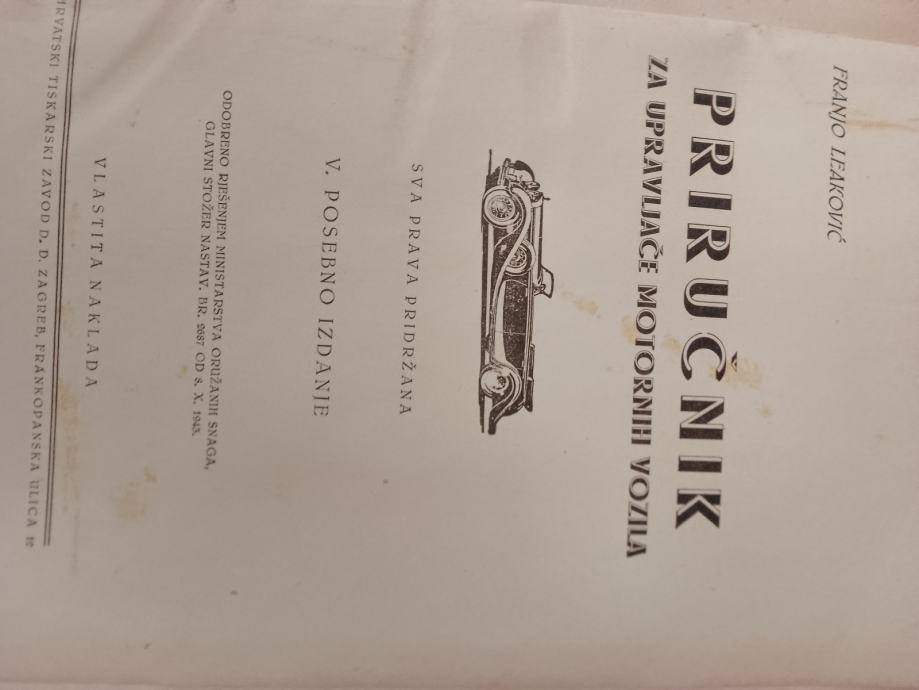 FRANJO LEAKOVIĆ
PRIRUČNIK
ZA UPRAVLJAČE MOTORNIH VOZILA
SVA PRAVA PRIDRŽANA
V. POSEBNO IZDANJE
ODOBRENO RJEŠENJEM MINISTARSTVA ORUŽANIH SNAGA,
GLAVNI STOŽER NASTAV. BR. 2687 OD 8. X. 1943.
VLASTITA NAKLADA
HRVATSKI TISKARSKI ZAVOD D. D. ZAGREB, FRANKOPANSKA ULICA